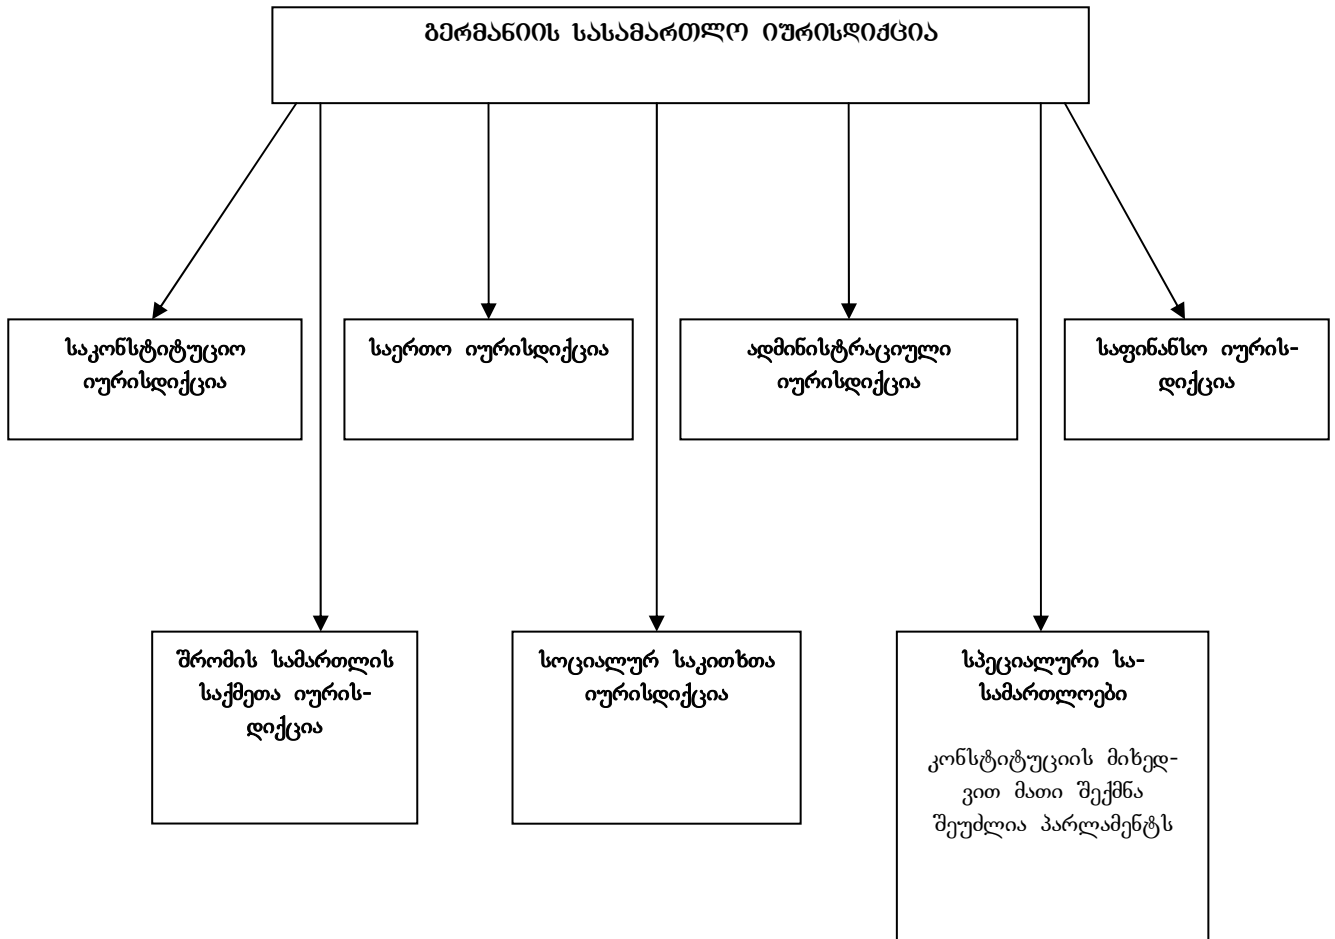 გერმანიის სასამართლო იურისდიქცია
საკონსტიტუციო
იურისდიქცია
საერთო იურისდიქცია
ადმინისტრაციული
იურისდიქცია
საფინანსო იურის-
დიქცია
შრომის სამართლის
საქმეთა იურის-
დიქცია
სოციალურ საკითხთა
იურისდიქცია
სპეციალური სა-
სამართლოები
კონსტიტუციის მიხედ-
ვით მათი შექმნა
შეუძლია პარლამენტს